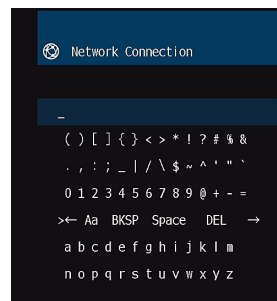 Network Connection
_
( ) [ ] { } < > * ! ? # % &
. , : ; _ | / \ $ ~ ^ ' " `
0 1 2 3 4 5 6 7 8 9 @ + - =
>← Aa BKSP Space DEL →
a b c d e f g h i j k l m
n o p q r s t u v w x y z